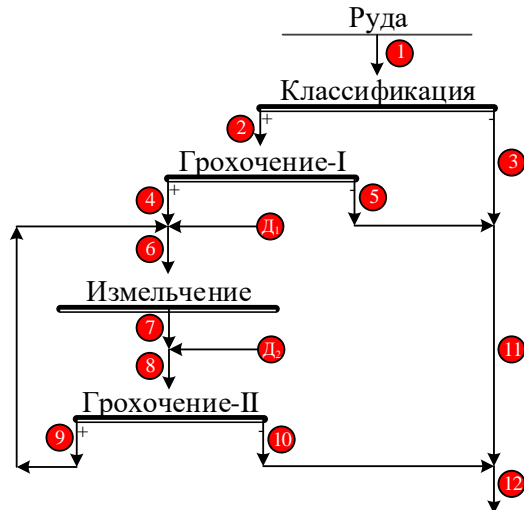 Руда
1
Классификация
+ -
2
3
Грохочение-I
+ -
4
5
Д₁
6
Измельчение
7
11
Д₂
8
Грохочение-II
+ -
9
10
12